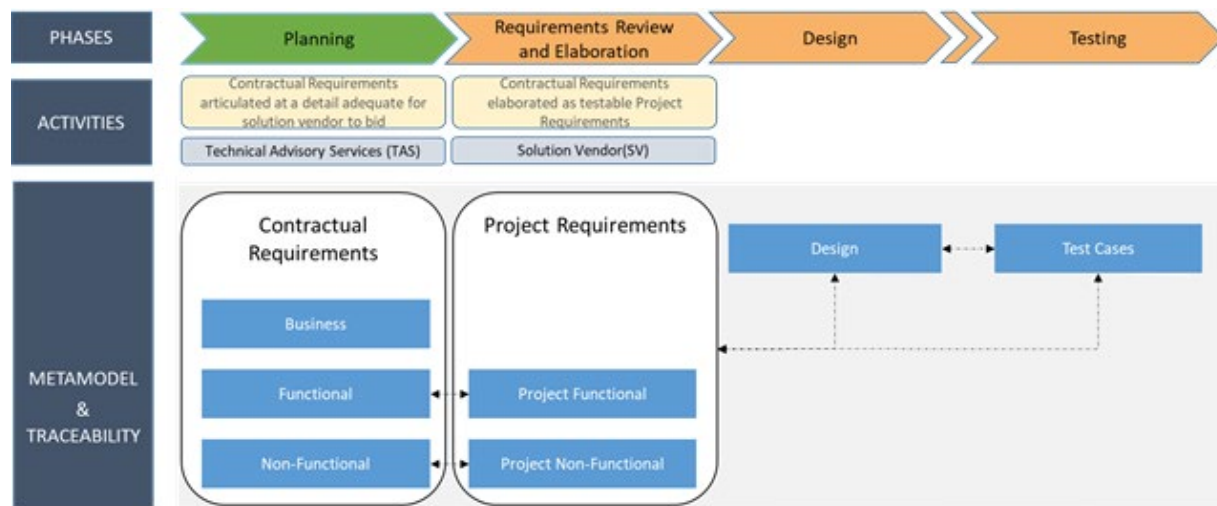 PHASES
Planning
Requirements Review
and Elaboration
Design
Testing
ACTIVITIES
Contractual Requirements
articulated at a detail adequate for
solution vendor to bid
Contractual Requirements
elaborated as testable Project
Requirements
Technical Advisory Services (TAS)
Solution Vendor(SV)
METAMODEL
&
TRACEABILITY
Contractual
Requirements
Business
Functional
Non-Functional
Project Requirements
Project Functional
Project Non-Functional
Design
Test Cases